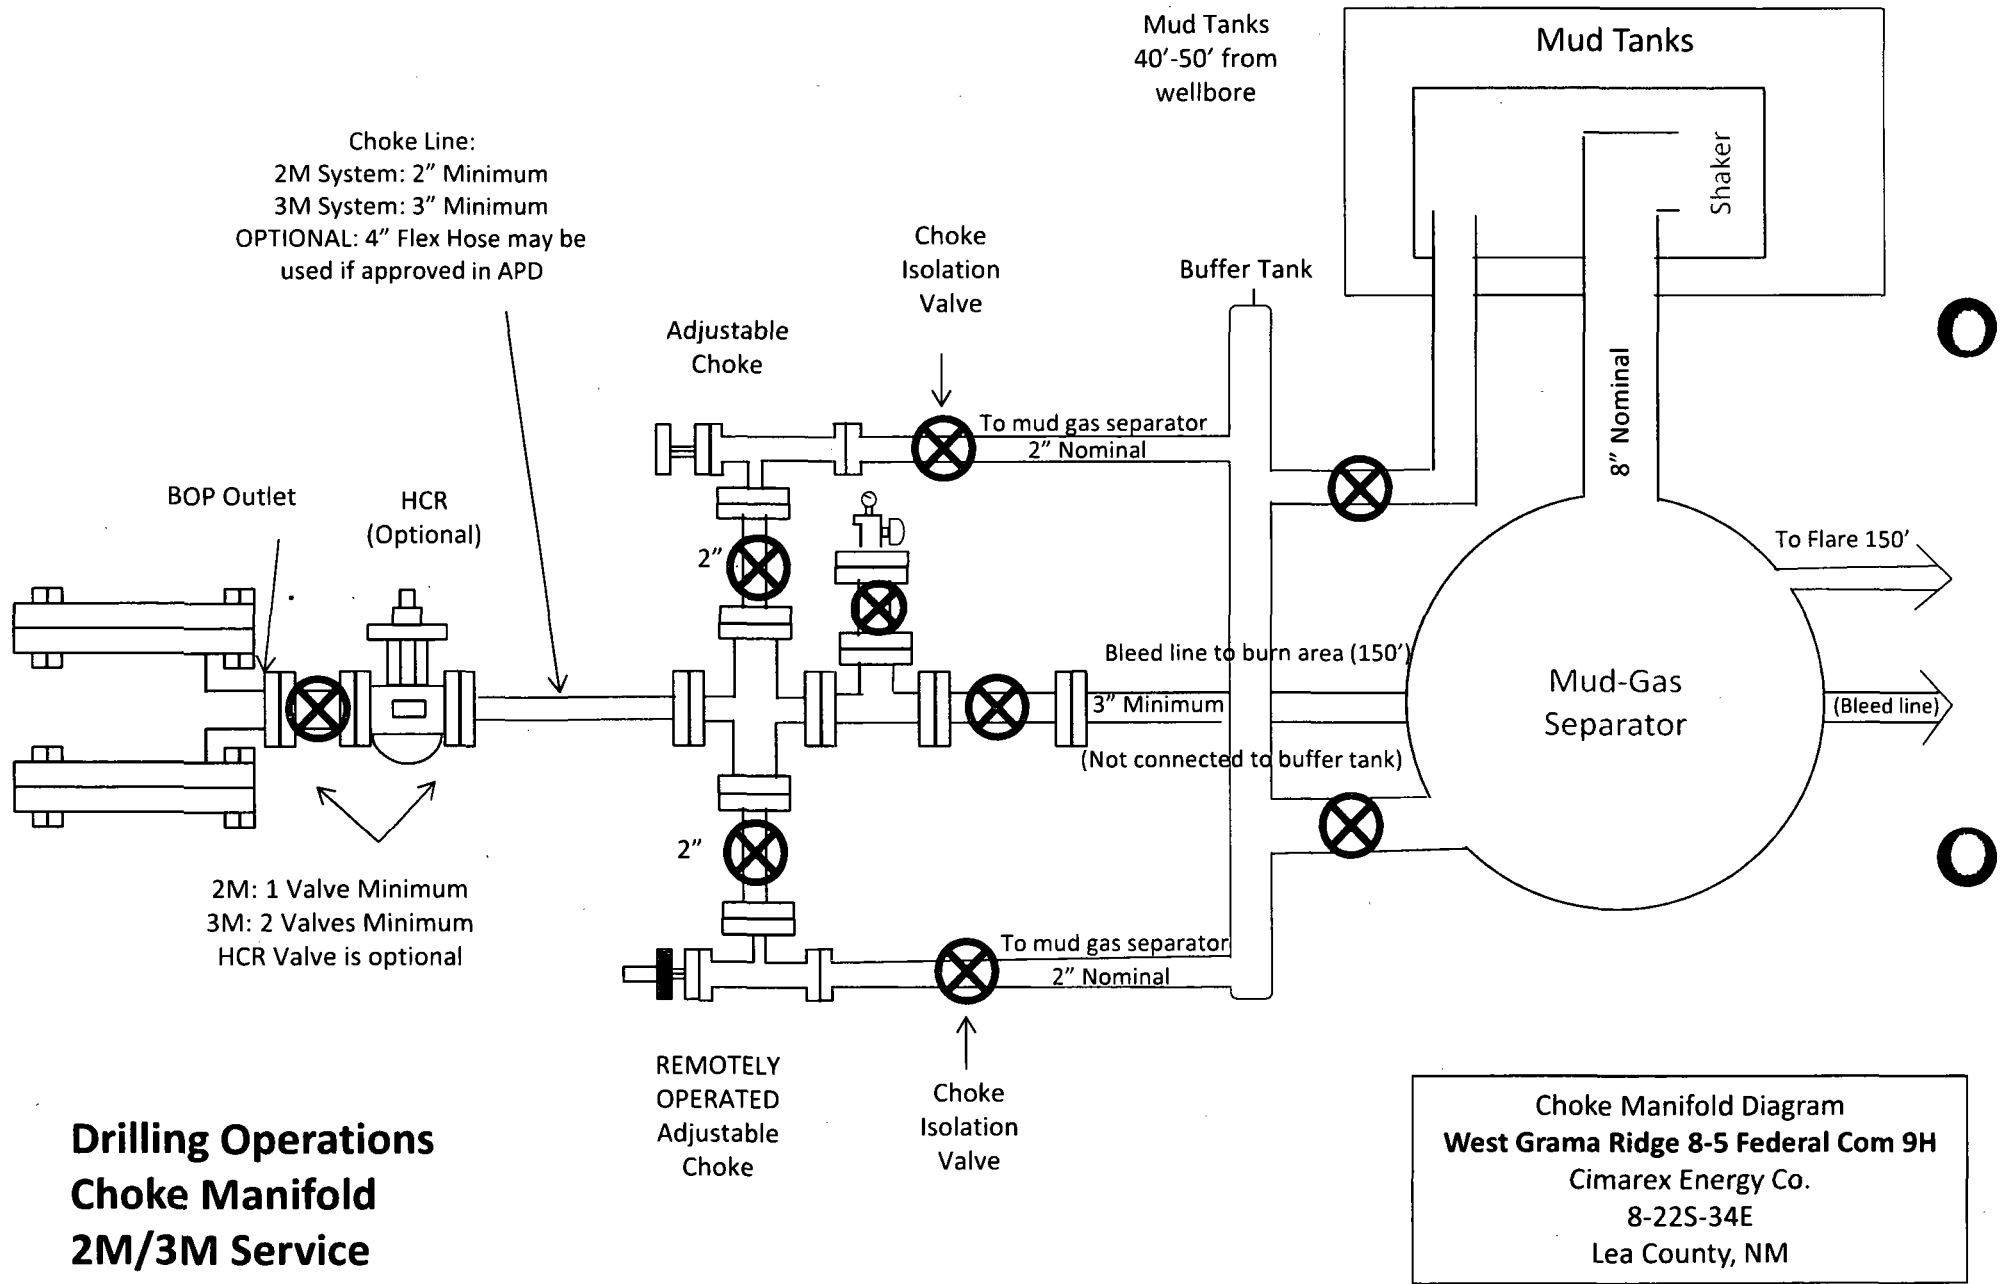 Mud Tanks
40’-50’ from
wellbore
Mud Tanks
Shaker
Choke Line:
2M System: 2” Minimum
3M System: 3” Minimum
OPTIONAL: 4” Flex Hose may be
used if approved in APD
Choke
Isolation
Valve
Buffer Tank
Adjustable
Choke
8” Nominal
To mud gas separator
2” Nominal
BOP Outlet
HCR
(Optional)
2”
To Flare 150’
Bleed line to burn area (150’)
3” Minimum
(Not connected to buffer tank)
Mud-Gas
Separator
(Bleed line)
2”
2M: 1 Valve Minimum
3M: 2 Valves Minimum
HCR Valve is optional
To mud gas separator
2” Nominal
REMOTELY
OPERATED
Adjustable
Choke
Choke
Isolation
Valve
Drilling Operations
Choke Manifold
2M/3M Service
Choke Manifold Diagram
West Grama Ridge 8-5 Federal Com 9H
Cimarex Energy Co.
8-22S-34E
Lea County, NM